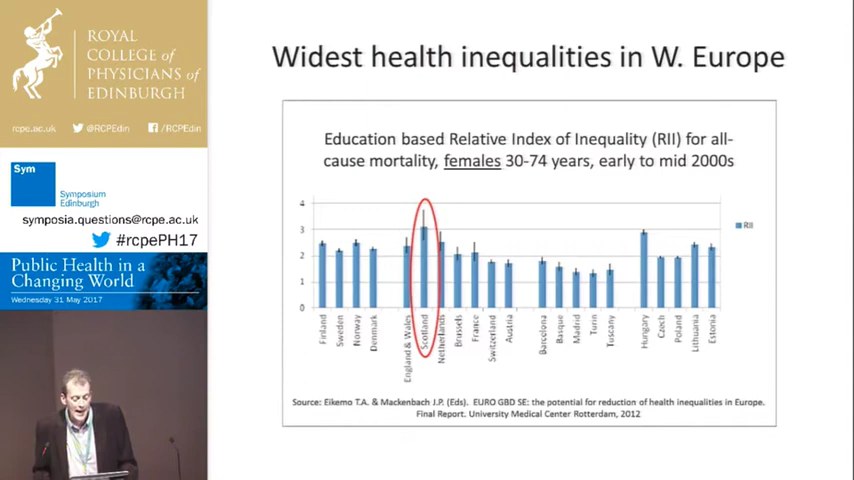 ROYAL
COLLEGE of
PHYSICIANS of
EDINBURGH
rcpe.ac.uk @RCPEdin /RCPEdin
Sym
Symposium
Edinburgh
symposia.questions@rcpe.ac.uk
#rcpePH17
Public Health in a
Changing World
Wednesday 31 May 2017
Widest health inequalities in W. Europe
Education based Relative Index of Inequality (RII) for all-
cause mortality, females 30-74 years, early to mid 2000s
4
3
2
1
0
RII
Finland
Sweden
Norway
Denmark
England & Wales
Scotland
Netherlands
Brussels
France
Switzerland
Austria
Barcelona
Basque
Madrid
Turin
Tuscany
Hungary
Czech
Poland
Lithuania
Estonia
Source: Eikemo T.A. & Mackenbach J.P. (Eds). EURO GBD SE: the potential for reduction of health inequalities in Europe.
Final Report. University Medical Center Rotterdam, 2012